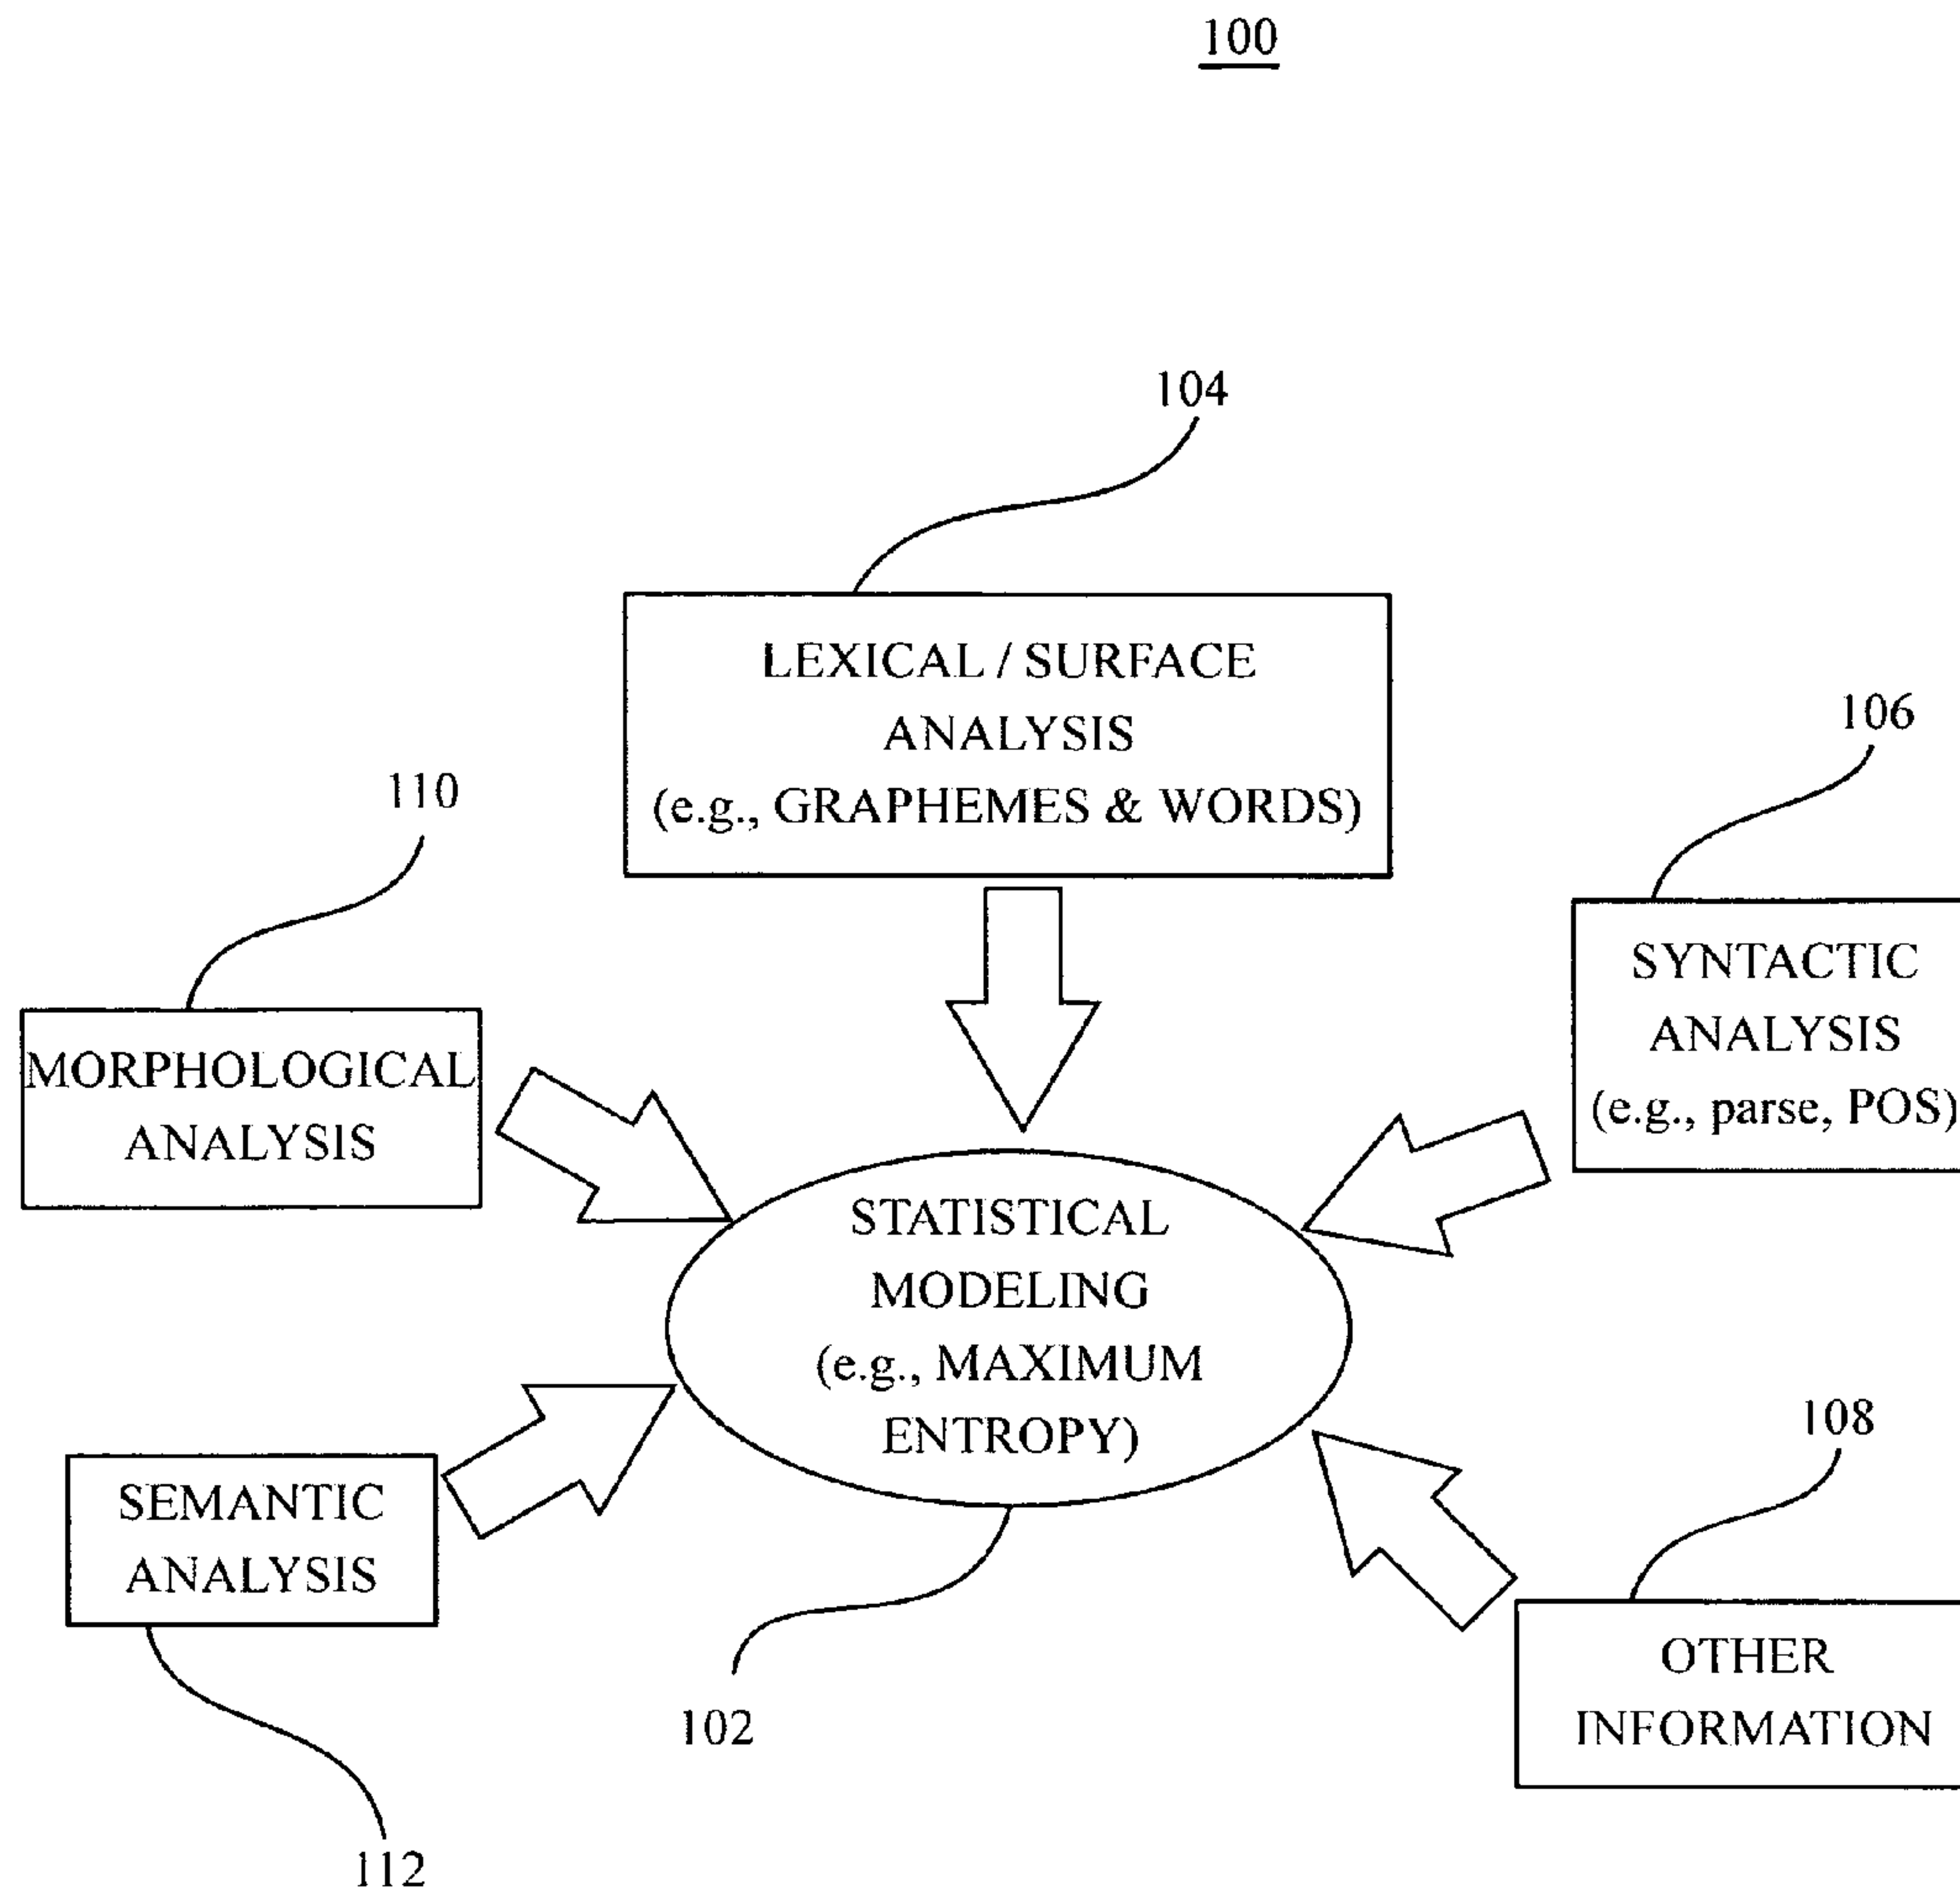 100
104
LEXICAL / SURFACE
ANALYSIS
(e.g., GRAPHEMES & WORDS)
106
SYNTACTIC
ANALYSIS
(e.g., parse, POS)
110
MORPHOLOGICAL
ANALYSIS
STATISTICAL
MODELING
(e.g., MAXIMUM
ENTROPY)
SEMANTIC
ANALYSIS
108
OTHER
INFORMATION
102
112